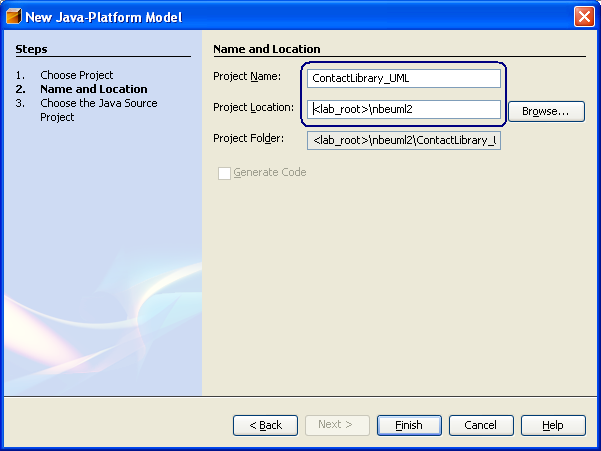 New Java-Platform Model
Steps
1. Choose Project
2. Name and Location
3. Choose the Java Source
Project
Name and Location
Project Name: ContactLibrary_UML
Project Location: <lab_root>\nbeuml2 Browse...
Project Folder: <lab_root>\nbeuml2\ContactLibrary_U
Generate Code
< Back Next > Finish Cancel Help